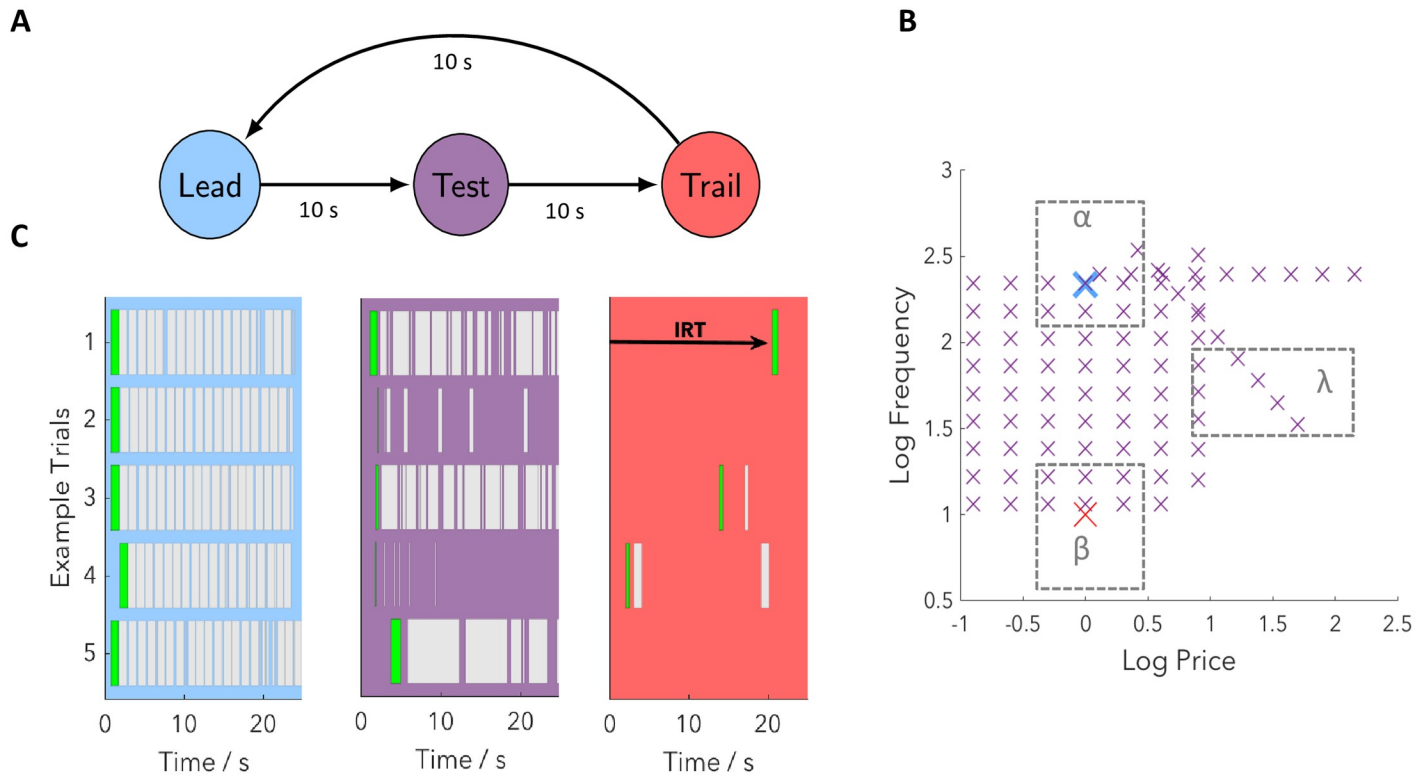 A
10 s
Lead
Test
Trail
10 s
10 s
B
3
2.5
2
1.5
1
0.5
Log Frequency
α
λ
β
-1 -0.5 0 0.5 1 1.5 2 2.5
Log Price
C
Example Trials
1
2
3
4
5
IRT
0 10 20
Time / s
0 10 20
Time / s
0 10 20
Time / s